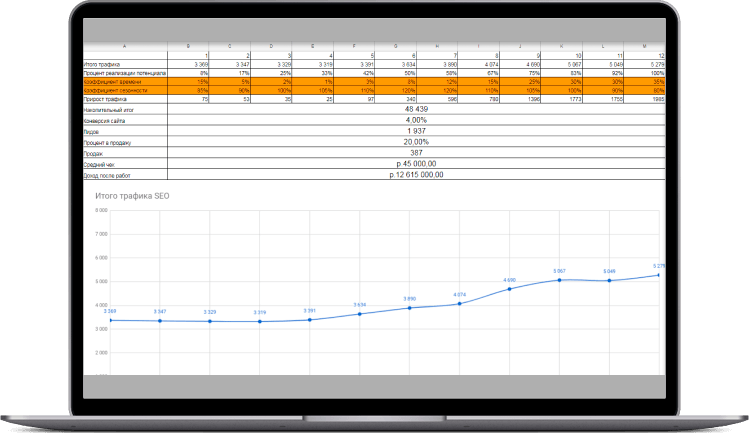 A B C D E F G H I J K L M
1 2 3 4 5 6 7 8 9 10 11 12
Итого трафика 3 369 3 347 3 329 3 319 3 391 3 634 3 890 4 074 4 690 5 067 5 049 5 279
Процент реализации потенциала 8% 17% 25% 33% 42% 50% 58% 67% 75% 83% 92% 100%
Коэффициент времени 15% 5% 2% 1% 3% 8% 12% 15% 25% 30% 30% 35%
Коэффициент сезонности 85% 90% 100% 105% 110% 120% 120% 110% 105% 100% 90% 80%
Прирост трафика 75 53 35 25 97 340 596 780 1396 1773 1755 1985
Накопительный итог 48 439
Конверсия сайта 4,00%
Лидов 1 937
Процент в продажу 20,00%
Продаж 387
Средний чек р.45 000,00
Доход после работ р.12 615 000,00
Итого трафика SEO
8 000
7 000
6 000
5 000
4 000
3 000
2 000
3 369 3 347 3 329 3 319 3 391 3 634 3 890 4 074 4 690 5 067 5 049 5 279